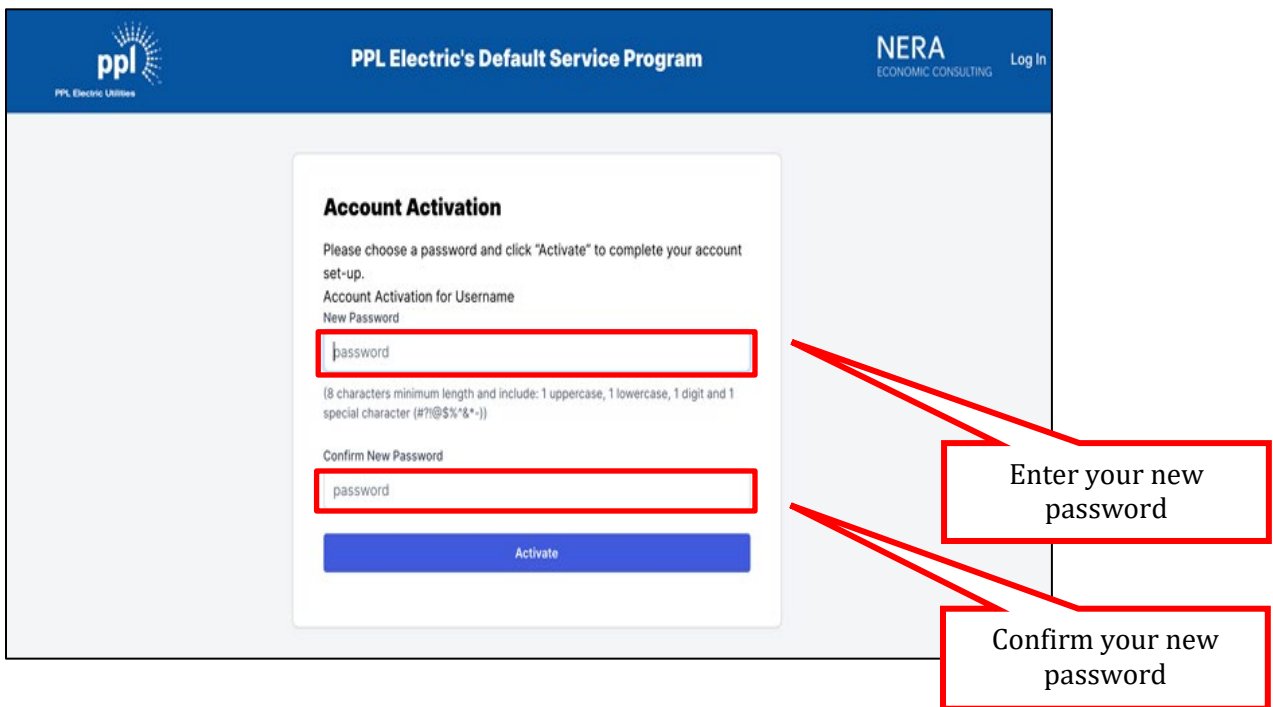 ppl
PPL Electric Utilities
PPL Electric's Default Service Program
NERA
ECONOMIC CONSULTING
Log In
Account Activation
Please choose a password and click "Activate" to complete your account
set-up.
Account Activation for Username
New Password
password
(8 characters minimum length and include: 1 uppercase, 1 lowercase, 1 digit and 1
special character (#?!@$%^&*-))
Confirm New Password
password
Activate
Enter your new
password
Confirm your new
password